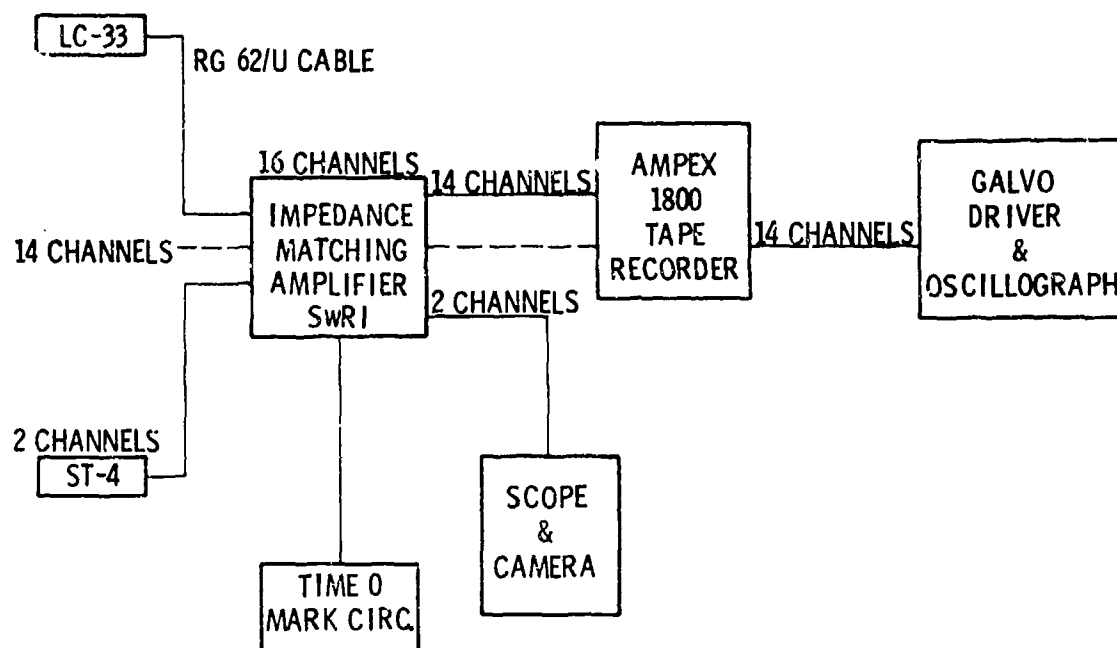 LC-33
RG 62/U CABLE
16 CHANNELS
14 CHANNELS
IMPEDANCE
MATCHING
AMPLIFIER
SWRI
14 CHANNELS
2 CHANNELS
AMPEX
1800
TAPE
RECORDER
14 CHANNELS
GALVO
DRIVER
&
OSCILLOGRAPH
2 CHANNELS
ST-4
SCOPE
&
CAMERA
TIME 0
MARK CIRC.